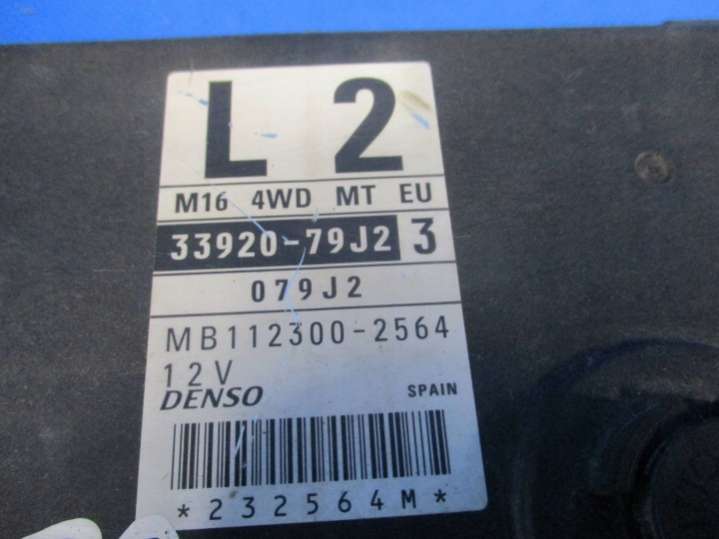 L 2
M16 4WD MT EU
33920-79J2 3
079J2
MB112300-2564
12V
DENSO SPAIN
*232564M*